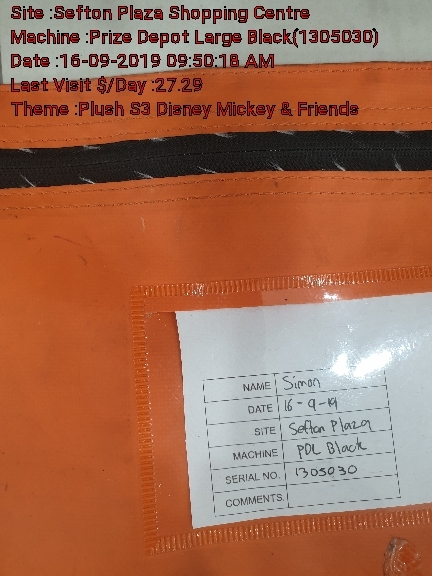 Site :Sefton Plaza Shopping Centre
Machine :Prize Depot Large Black(1305030)
Date :16-09-2019 09:50:18 AM
Last Visit $/Day :27.29
Theme :Plush S3 Disney Mickey & Friends
NAME Simon
DATE 16-9-19
SITE Sefton Plaza
MACHINE PDL Black
SERIAL NO. 1305030
COMMENTS.